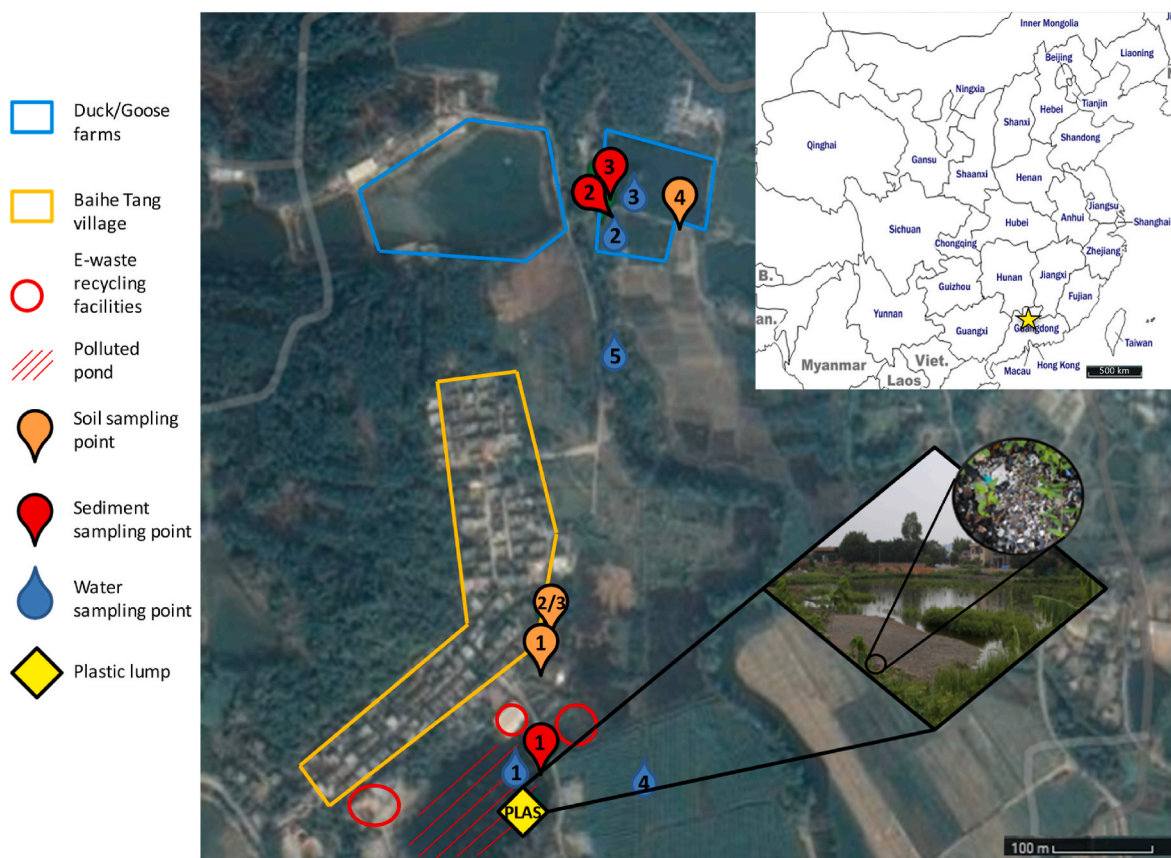 Duck/Goose
farms
Baihe Tang
village
E-waste
recycling
facilities
Polluted
pond
Soil sampling
point
Sediment
sampling point
Water
sampling point
Plastic lump
3
2
3
4
2
5
2/3
1
1
1
4
PLAS
100 m
Inner Mongolia
Liaoning
Beijing
Ningxia
Tianjin
Hebei
Shanxi
Shandong
Qinghai
Gansu
Shaanxi
Henan
Jiangsu
Anhui
Shanghai
Hubei
Sichuan
Chongqing
Zhejiang
Hunan
Jiangxi
Guizhou
Fujian
B.
Yunnan
an.
Guangxi
Guangdong
Taiwan
Viet.
Hong Kong
Myanmar
Macau
Laos
500 km